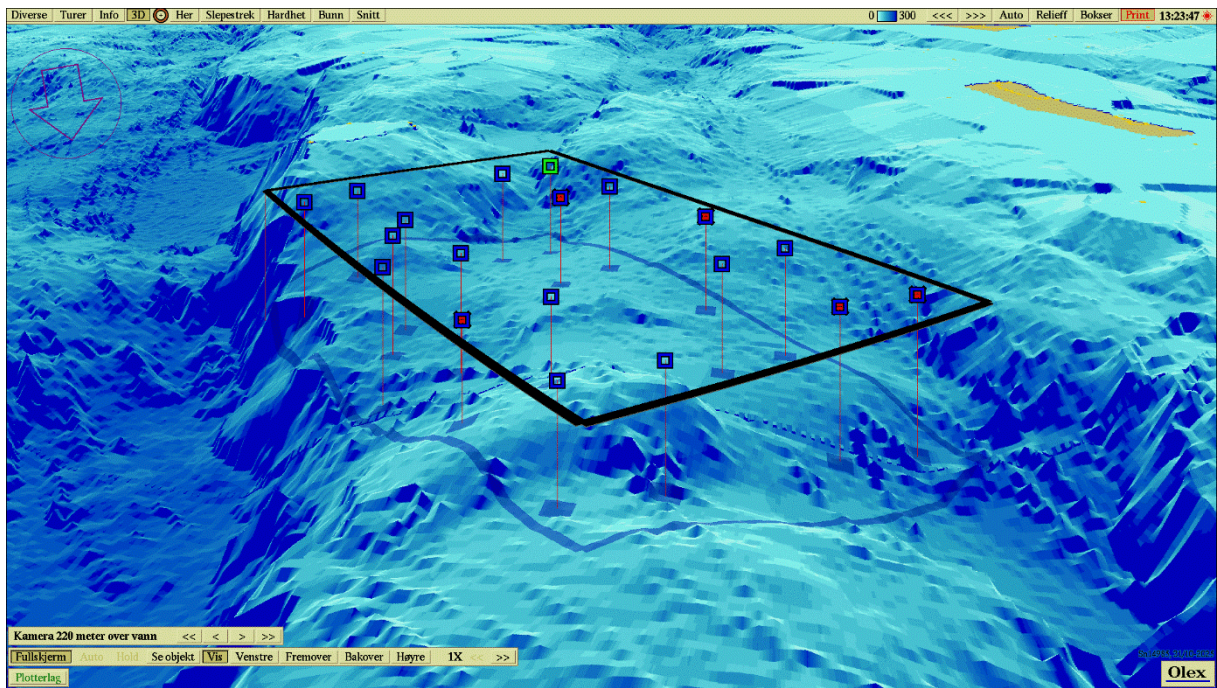 Diverse Turer Info 3D Her Slepestrek Hardhet Bunn Snitt 0 300 <<< >>> Auto Relieff Bokser Print 13:23:47
Kamera 220 meter over vann << < > >>
Fullskjerm Auto Hold Se objekt Vis Venstre Fremover Bakover Høyre 1X << >>
Plotterlag
Olex